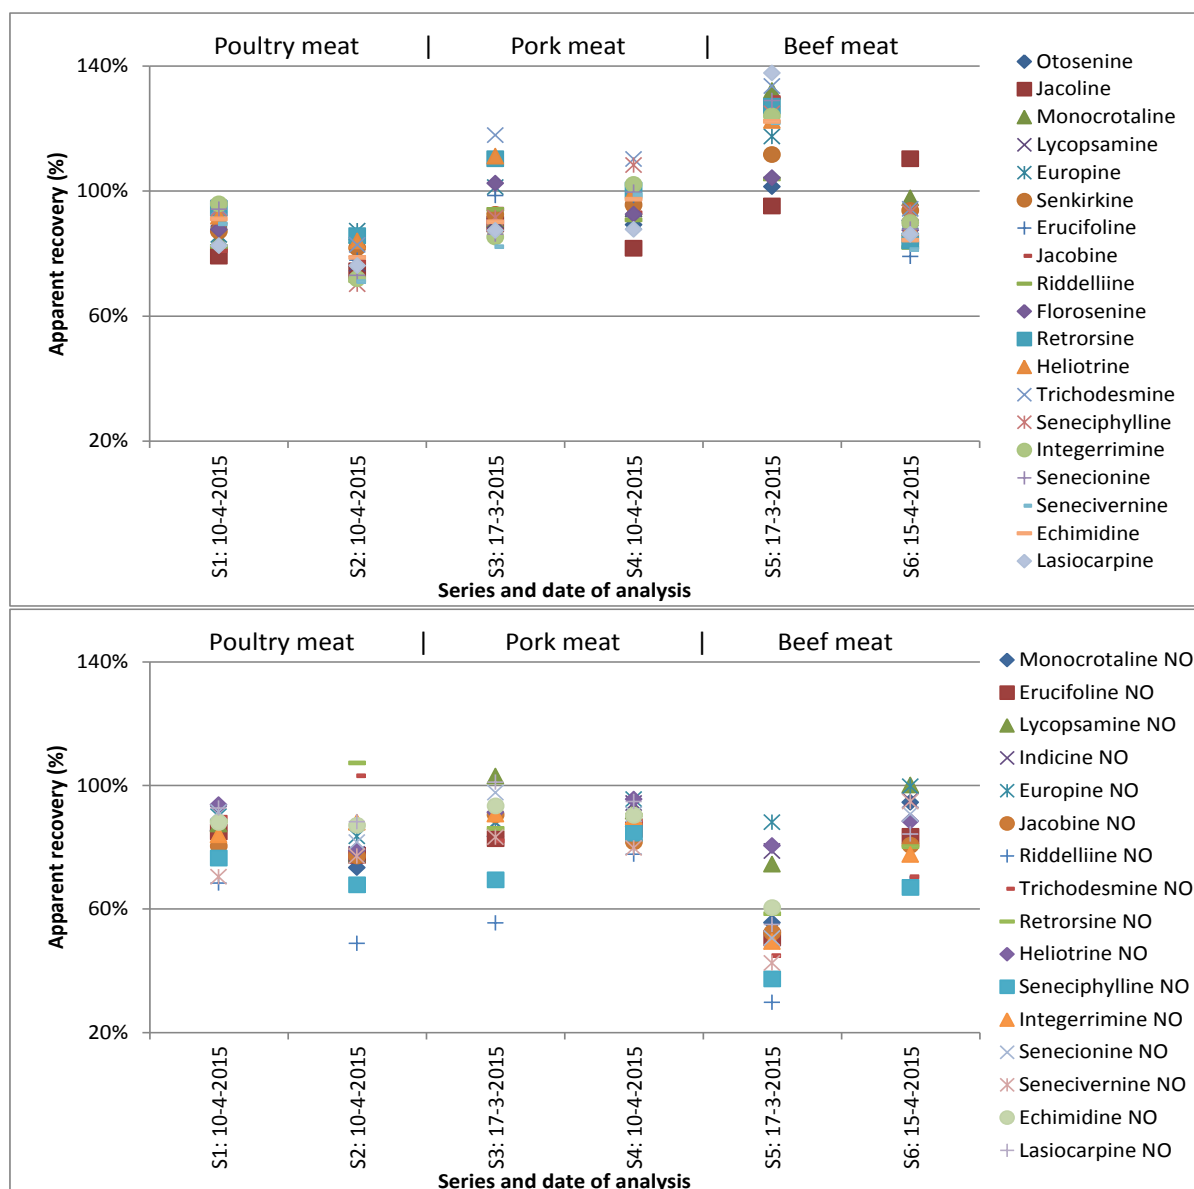 Poultry meat | Pork meat | Beef meat
140%
100%
60%
20%
Apparent recovery (%)
S1: 10-4-2015
S2: 10-4-2015
S3: 17-3-2015
S4: 10-4-2015
S5: 17-3-2015
S6: 15-4-2015
Series and date of analysis
Otosenine
Jacoline
Monocrotaline
Lycopsamine
Europine
Senkirkine
Erucifoline
Jacobine
Riddelliine
Florosenine
Retrorsine
Heliotrine
Trichodesmine
Seneciphylline
Integerrimine
Senecionine
Senecivernine
Echimidine
Lasiocarpine
Poultry meat | Pork meat | Beef meat
140%
100%
60%
20%
Apparent recovery (%)
S1: 10-4-2015
S2: 10-4-2015
S3: 17-3-2015
S4: 10-4-2015
S5: 17-3-2015
S6: 15-4-2015
Series and date of analysis
Monocrotaline NO
Erucifoline NO
Lycopsamine NO
Indicine NO
Europine NO
Jacobine NO
Riddelliine NO
Trichodesmine NO
Retrorsine NO
Heliotrine NO
Seneciphylline NO
Integerrimine NO
Senecionine NO
Senecivernine NO
Echimidine NO
Lasiocarpine NO